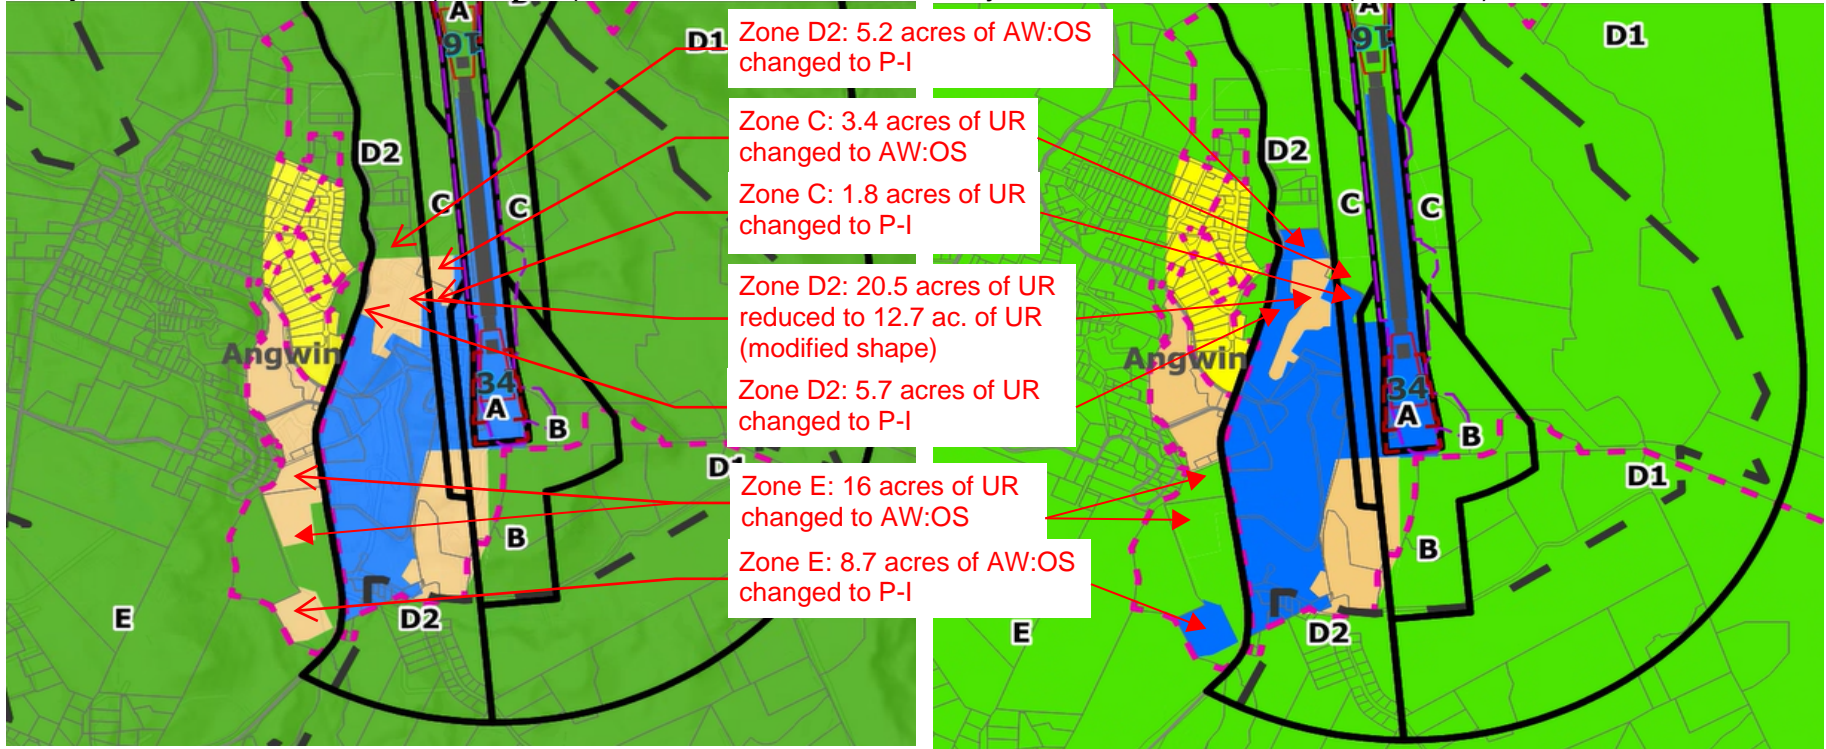 A
16
D1
D2
C
C
Angwin
34
A
B
D1
B
E
D2
Zone D2: 5.2 acres of AW:OS
changed to P-I
Zone C: 3.4 acres of UR
changed to AW:OS
Zone C: 1.8 acres of UR
changed to P-I
Zone D2: 20.5 acres of UR
reduced to 12.7 ac. of UR
(modified shape)
Zone D2: 5.7 acres of UR
changed to P-I
Zone E: 16 acres of UR
changed to AW:OS
Zone E: 8.7 acres of AW:OS
changed to P-I
A
16
D1
D2
C
C
Angwin
34
A
B
D1
B
E
D2